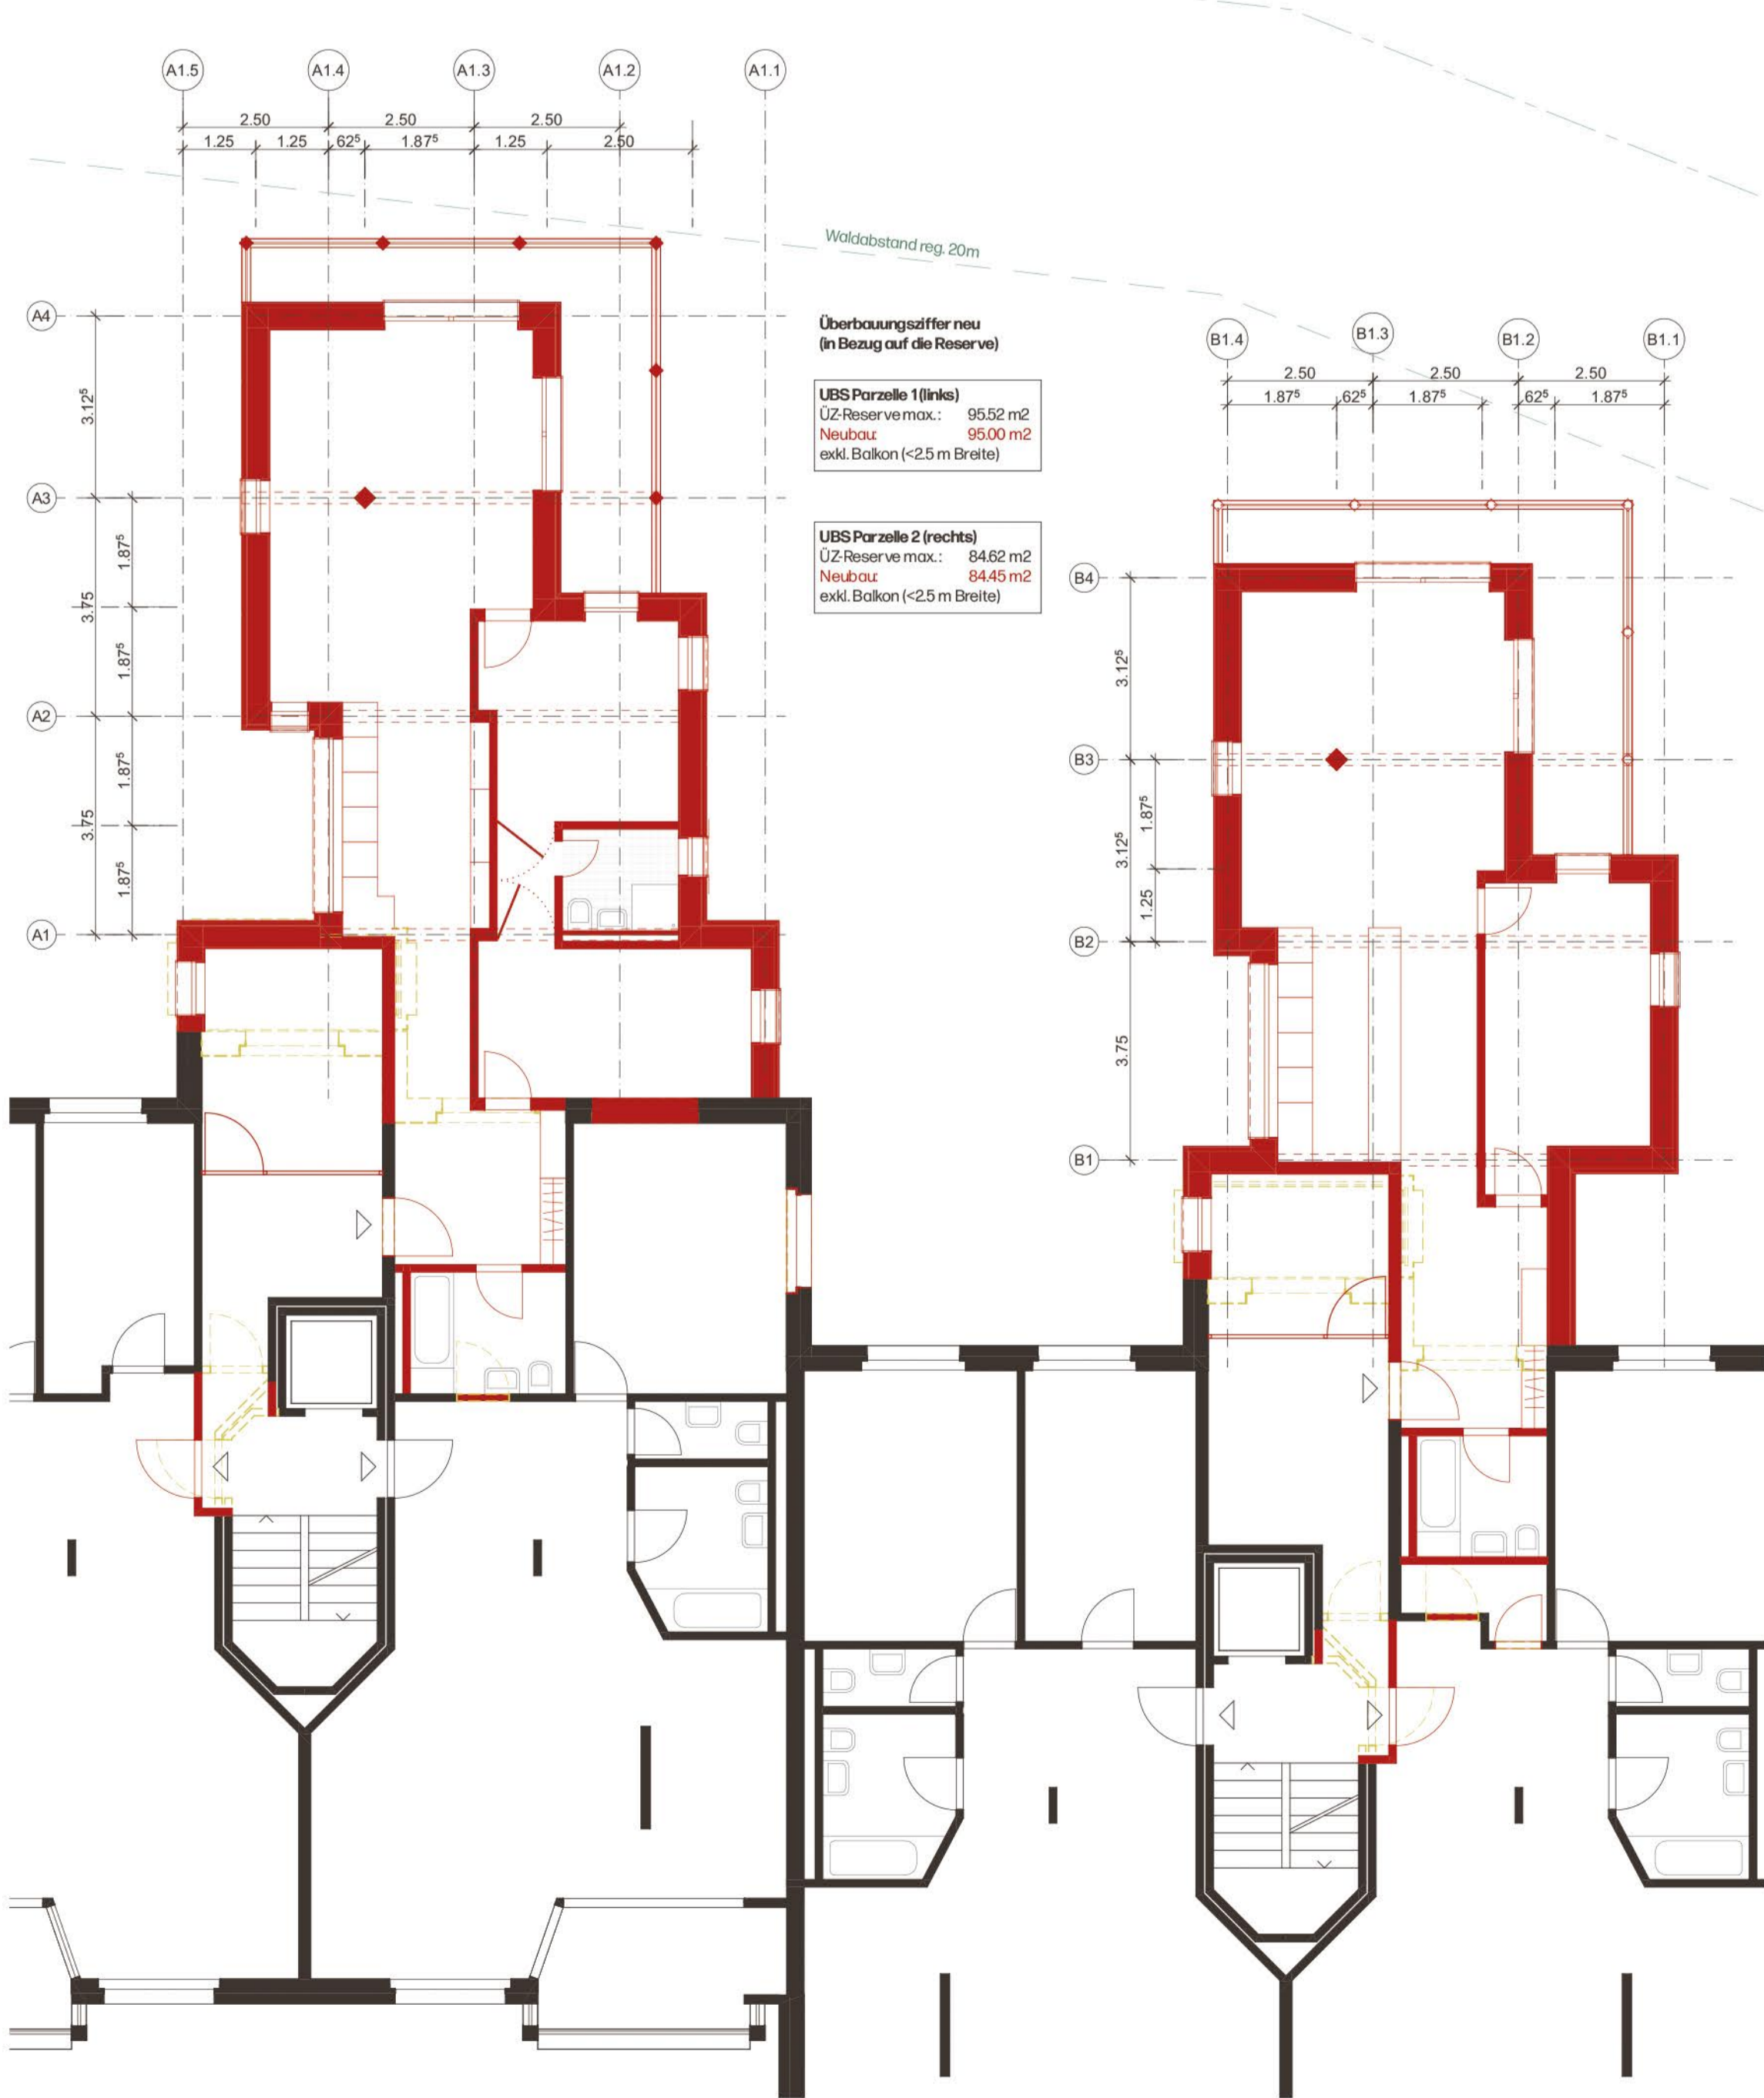 A1.5 A1.4 A1.3 A1.2 A1.1
2.50 2.50 2.50
1.25 1.25 62⁵ 1.87⁵ 1.25 2.50
Waldabstand reg. 20m
A4
A3
A2
A1
3.12⁵
3.75
3.75
1.87⁵
1.87⁵
1.87⁵
1.87⁵
Überbauungsziffer neu
(in Bezug auf die Reserve)
UBS Parzelle 1 (links)
ÜZ-Reserve max.: 95.52 m2
Neubau: 95.00 m2
exkl. Balkon (<2.5 m Breite)
UBS Parzelle 2 (rechts)
ÜZ-Reserve max.: 84.62 m2
Neubau: 84.45 m2
exkl. Balkon (<2.5 m Breite)
B1.4 B1.3 B1.2 B1.1
2.50 2.50 2.50
1.87⁵ 62⁵ 1.87⁵ 62⁵ 1.87⁵
B4
B3
B2
B1
3.12⁵
3.12⁵
3.75
1.87⁵
1.25